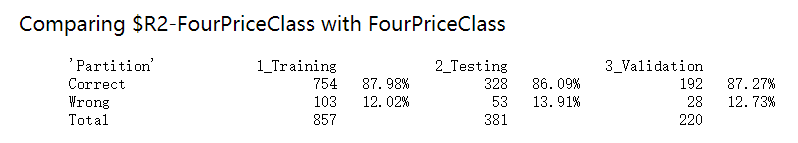 Comparing $R2-FourPriceClass with FourPriceClass
'Partition' 1_Training 2_Testing 3_Validation
Correct 754 87.98% 328 86.09% 192 87.27%
Wrong 103 12.02% 53 13.91% 28 12.73%
Total 857 381 220